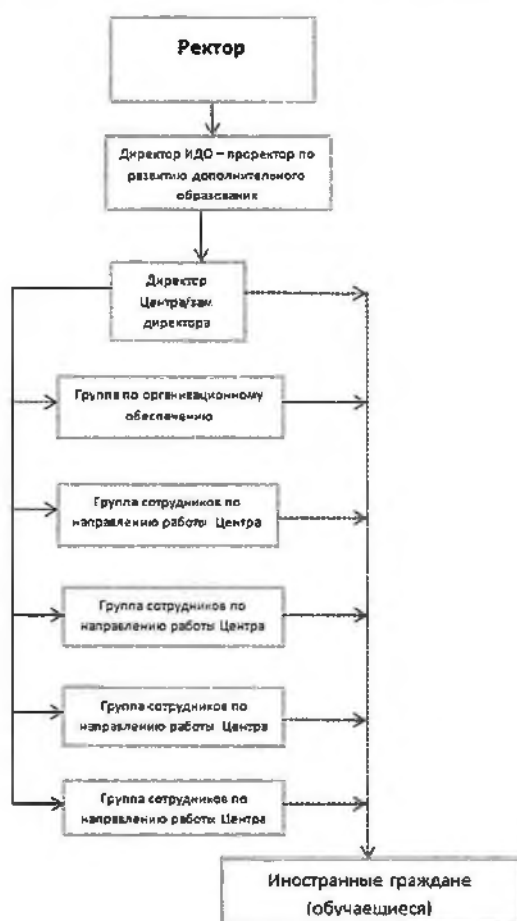 Ректор
Директор ИДО – проректор по
развитию дополнительного
образования
Директор
Центра/зам
директора
Группа по организационному
обеспечению
Группа сотрудников по
направлению работы Центра
Группа сотрудников по
направлению работы Центра
Группа сотрудников по
направлению работы Центра
Группа сотрудников по
направлению работы Центра
Иностранные граждане
(обучающиеся)